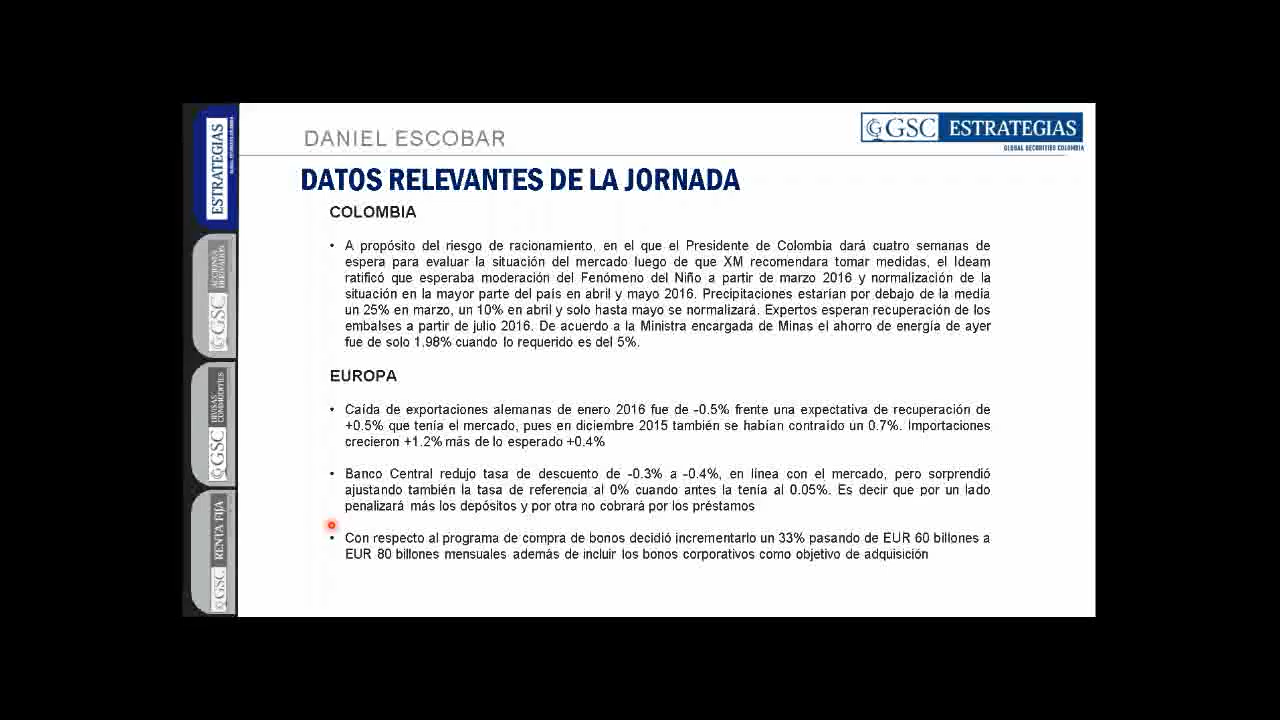 DANIEL ESCOBAR
GSC ESTRATEGIAS
GLOBAL SECURITIES COLOMBIA
DATOS RELEVANTES DE LA JORNADA
COLOMBIA
• A propósito del riesgo de racionamiento, en el que el Presidente de Colombia dará cuatro semanas de
espera para evaluar la situación del mercado luego de que XM recomendara tomar medidas, el Ideam
ratificó que esperaba moderación del Fenómeno del Niño a partir de marzo 2016 y normalización de la
situación en la mayor parte del país en abril y mayo 2016. Precipitaciones estarían por debajo de la media
un 25% en marzo, un 10% en abril y solo hasta mayo se normalizará. Expertos esperan recuperación de los
embalses a partir de julio 2016. De acuerdo a la Ministra encargada de Minas el ahorro de energía de ayer
fue de solo 1.98% cuando lo requerido es del 5%.
EUROPA
• Caída de exportaciones alemanas de enero 2016 fue de -0.5% frente una expectativa de recuperación de
+0.5% que tenía el mercado, pues en diciembre 2015 también se habían contraído un 0.7%. Importaciones
crecieron +1.2% más de lo esperado +0.4%
• Banco Central redujo tasa de descuento de -0.3% a -0.4%, en línea con el mercado, pero sorprendió
ajustando también la tasa de referencia al 0% cuando antes la tenía al 0.05%. Es decir que por un lado
penalizará más los depósitos y por otra no cobrará por los préstamos
• Con respecto al programa de compra de bonos decidió incrementarlo un 33% pasando de EUR 60 billones a
EUR 80 billones mensuales además de incluir los bonos corporativos como objetivo de adquisición
ESTRATEGIAS
GSC ACCIONES
DERIVADOS
GSC DIVISAS
COMMODITIES
GSC RENTA FIJA